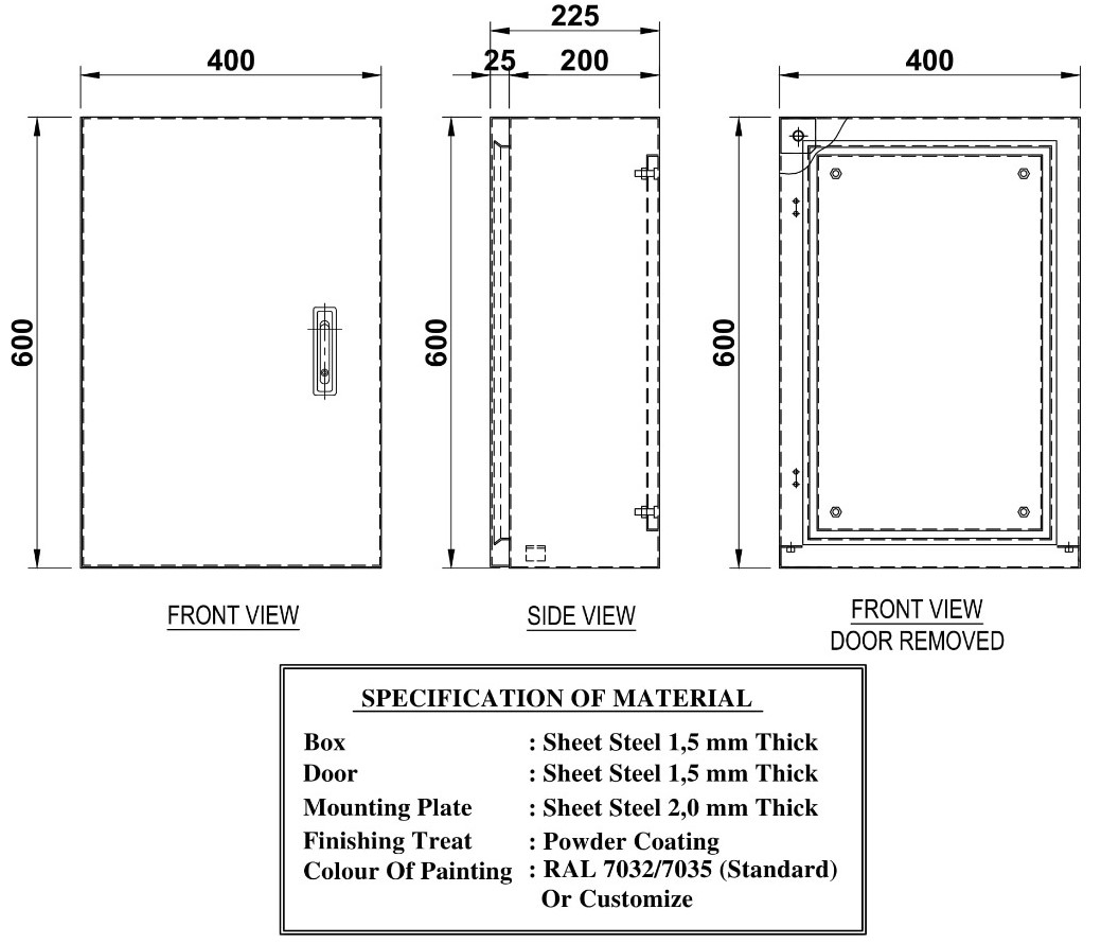 225
400
25
200
400
600
600
600
FRONT VIEW
SIDE VIEW
FRONT VIEW
DOOR REMOVED
SPECIFICATION OF MATERIAL
Box : Sheet Steel 1,5 mm Thick
Door : Sheet Steel 1,5 mm Thick
Mounting Plate : Sheet Steel 2,0 mm Thick
Finishing Treat : Powder Coating
Colour Of Painting : RAL 7032/7035 (Standard)
Or Customize